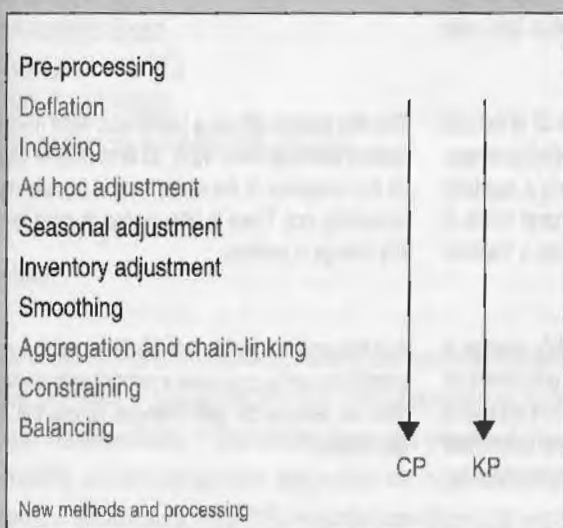 Pre-processing
Deflation
Indexing
Ad hoc adjustment
Seasonal adjustment
Inventory adjustment
Smoothing
Aggregation and chain-linking
Constraining
Balancing
CP KP
New methods and processing